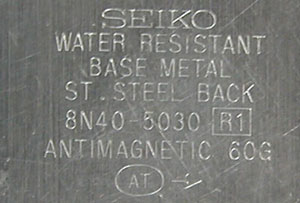 SEIKO
WATER RESISTANT
BASE METAL
ST. STEEL BACK
8N40-5030 R1
ANTIMAGNETIC 60G
AT